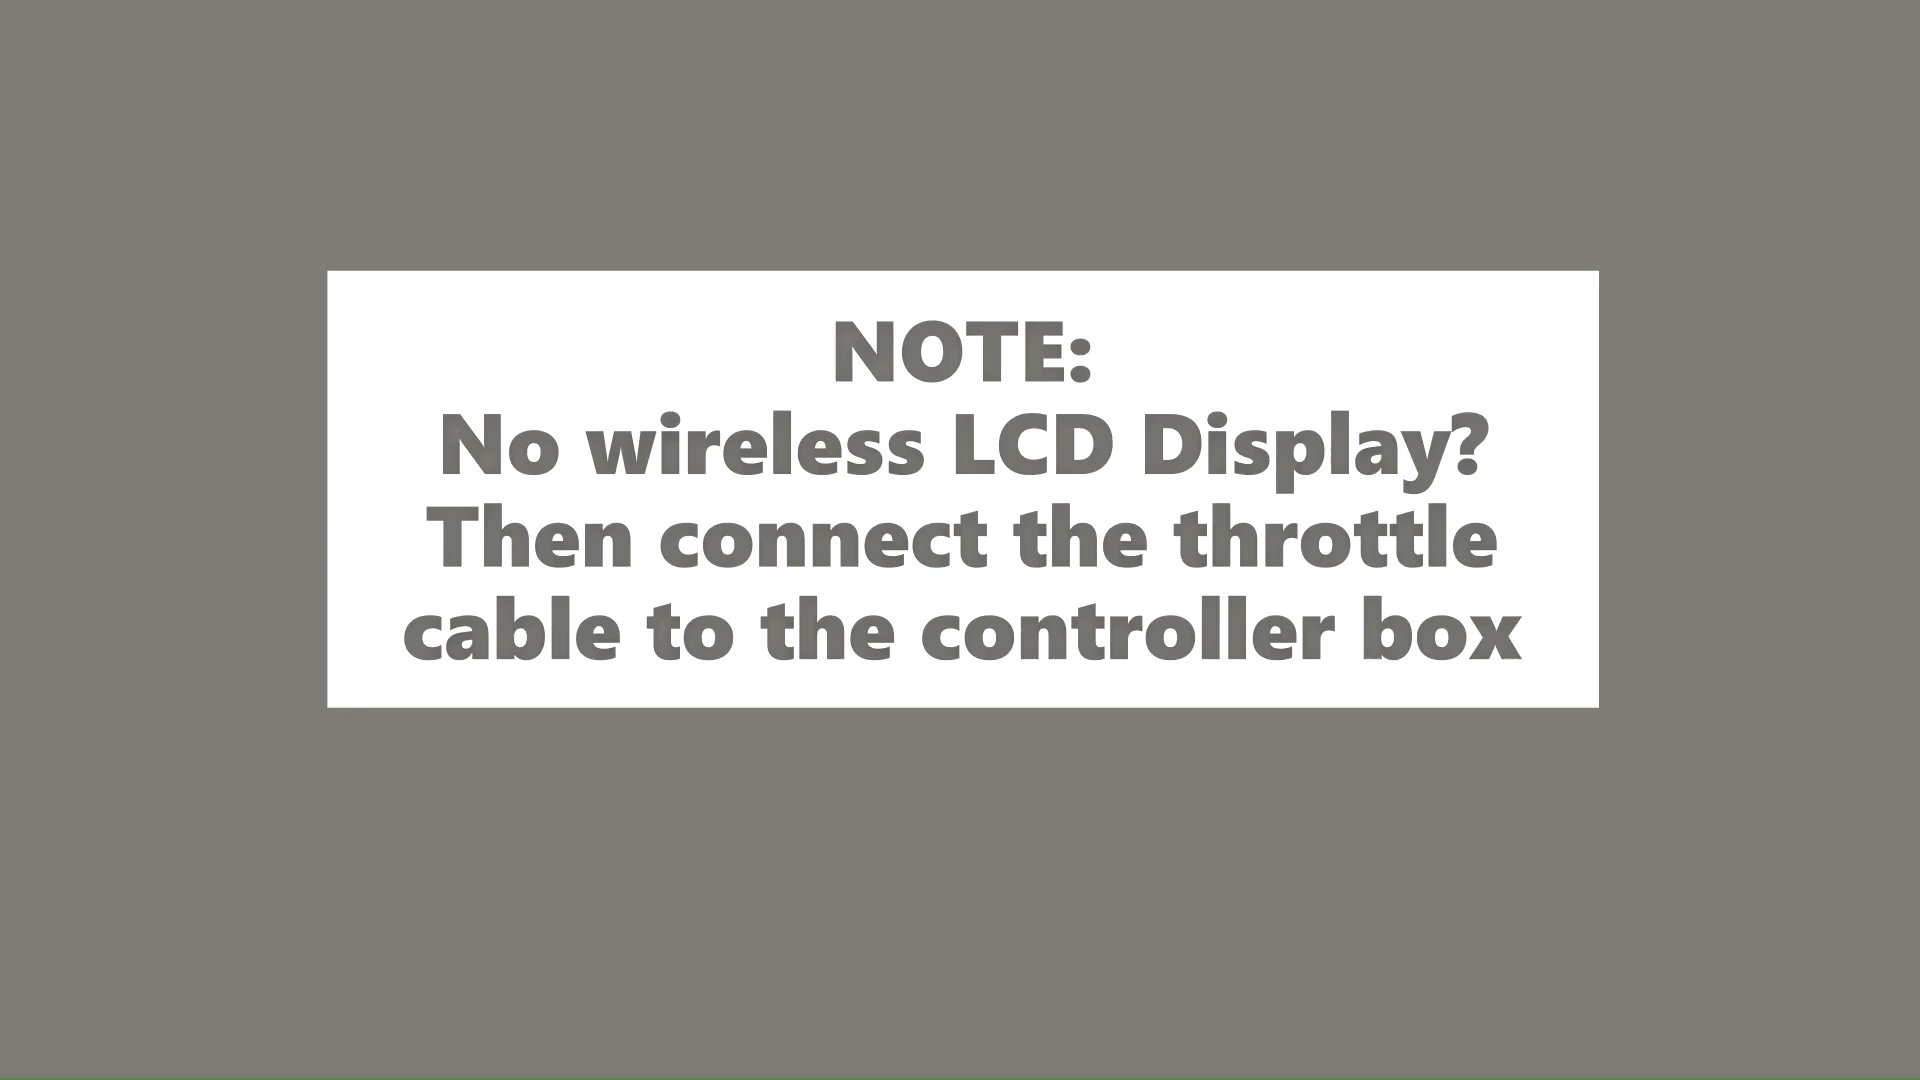 NOTE:
No wireless LCD Display?
Then connect the throttle
cable to the controller box